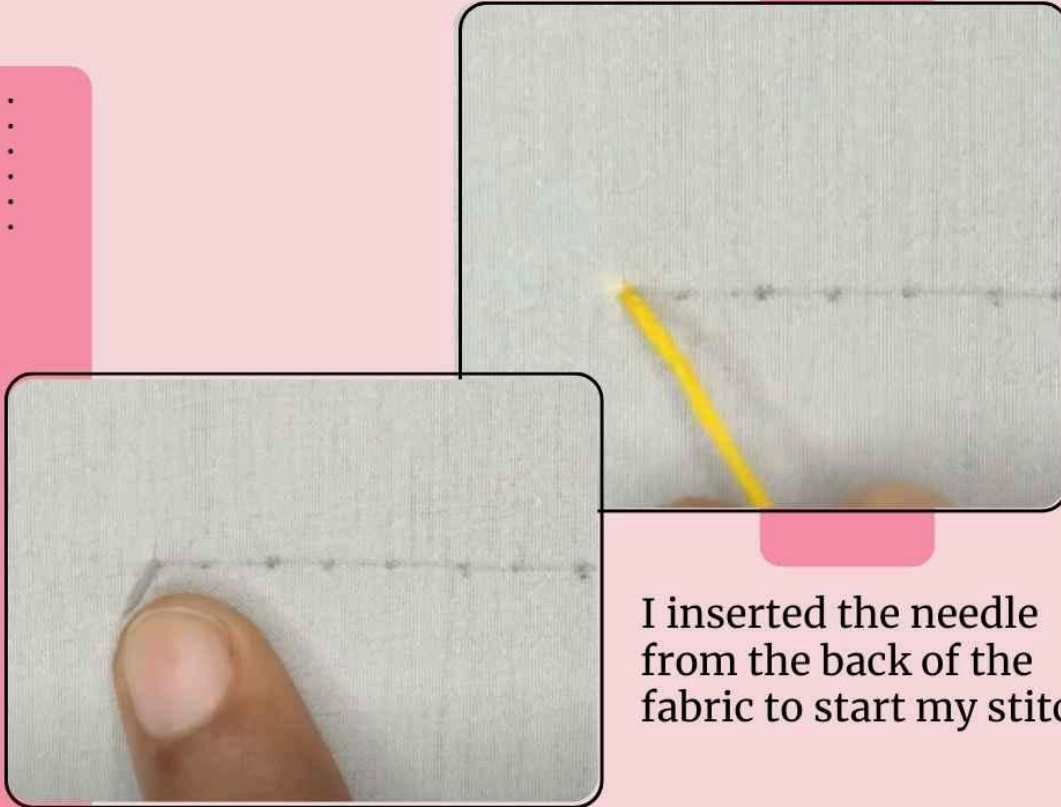 I inserted the needle
from the back of the
fabric to start my